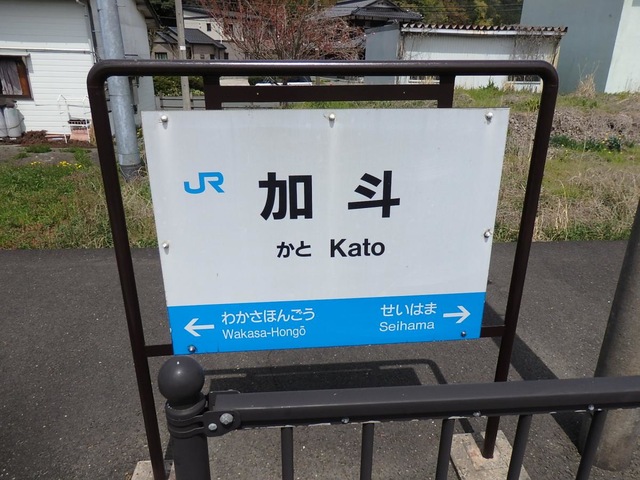 JR
加斗
かと Kato
← わかさほんごう
Wakasa-Hongō
せいはま →
Seihama